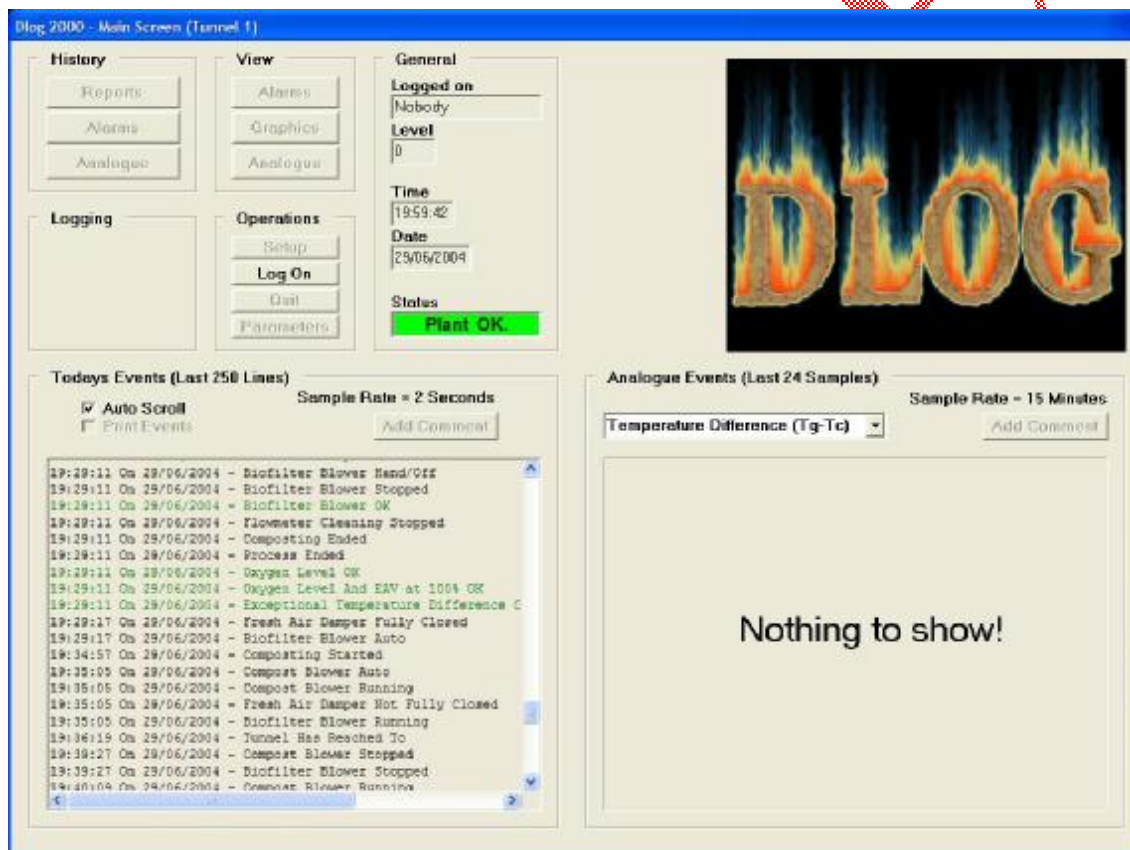 Dlog 2000 - Main Screen (Tunnel 1)
History
Reports
Alarms
Analogue
View
Alarms
Graphics
Analogue
General
Logged on
Nobody
Level
0
Time
19:59:42
Date
29/06/2004
Status
Plant OK.
Logging
Operations
Setup
Log On
Quit
Parameters
DLOG
Todays Events (Last 250 Lines)
Auto Scroll
Print Events
Sample Rate = 2 Seconds
Add Comment
19:29:11 On 29/06/2004 - Biofilter Blower Hand/Off
19:29:11 On 29/06/2004 - Biofilter Blower Stopped
19:29:11 On 29/06/2004 - Biofilter Blower OK
19:29:11 On 29/06/2004 - Flowmeter Cleaning Stopped
19:29:11 On 29/06/2004 - Composting Ended
19:29:11 On 29/06/2004 - Process Ended
19:29:11 On 29/06/2004 - Oxygen Level OK
19:29:11 On 29/06/2004 - Oxygen Level And EAV at 100% OK
19:29:11 On 29/06/2004 - Exceptional Temperature Difference
19:29:17 On 29/06/2004 - Fresh Air Damper Fully Closed
19:29:17 On 29/06/2004 - Biofilter Blower Auto
19:34:57 On 29/06/2004 - Composting Started
19:35:05 On 29/06/2004 - Compost Blower Auto
19:35:05 On 29/06/2004 - Compost Blower Running
19:35:05 On 29/06/2004 - Fresh Air Damper Not Fully Closed
19:35:05 On 29/06/2004 - Biofilter Blower Running
19:36:19 On 29/06/2004 - Tunnel Has Reached To
19:39:27 On 29/06/2004 - Compost Blower Stopped
19:39:27 On 29/06/2004 - Biofilter Blower Stopped
19:40:09 On 29/06/2004 - Compost Blower Running
Analogue Events (Last 24 Samples)
Sample Rate - 15 Minutes
Temperature Difference (Tg-Tc)
Add Comment
Nothing to show!